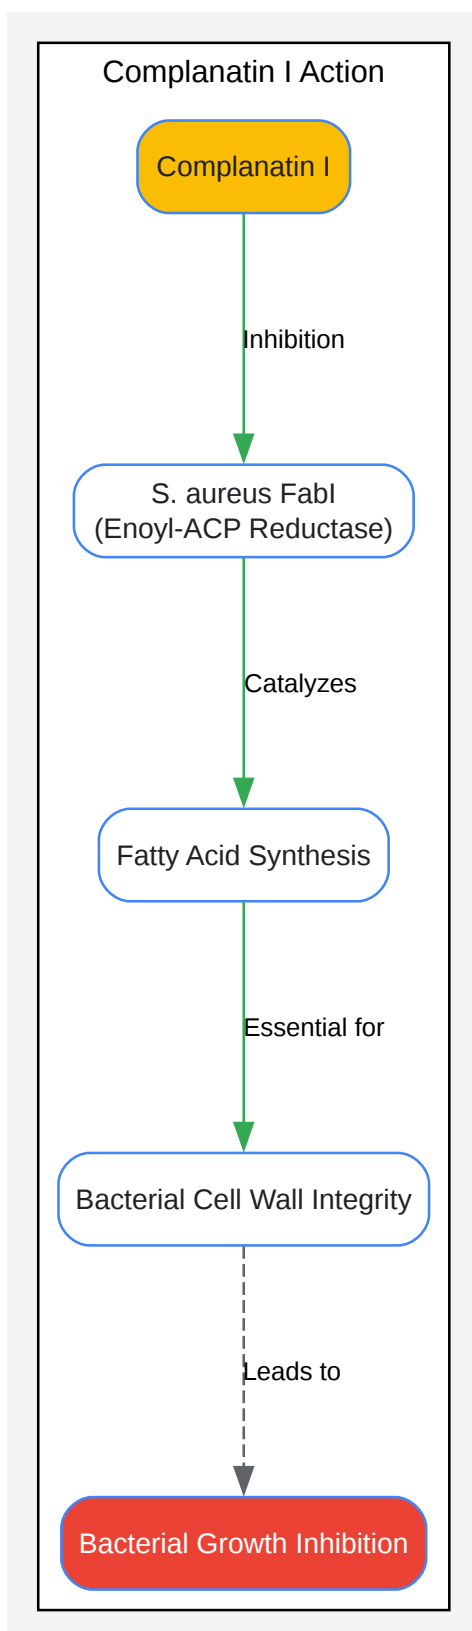 Complanatin I Action
Complanatin I
Inhibition
S. aureus FabI
(Enoyl-ACP Reductase)
Catalyzes
Fatty Acid Synthesis
Essential for
Bacterial Cell Wall Integrity
Leads to
Bacterial Growth Inhibition